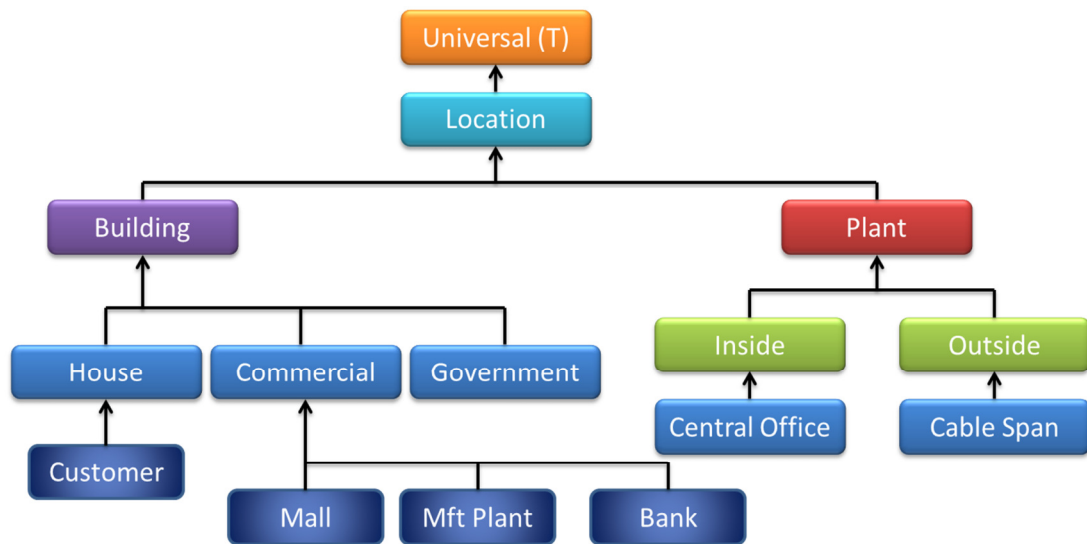 Universal (T)
Location
Building
Plant
House
Commercial
Government
Inside
Outside
Central Office
Cable Span
Customer
Mall
Mft Plant
Bank